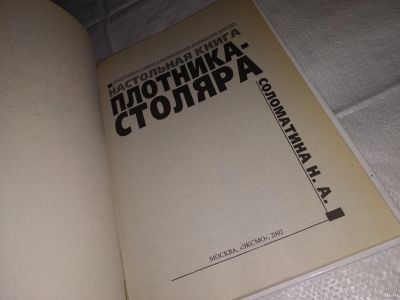 НАСТОЛЬНАЯ КНИГА
ПЛОТНИКА-
СТОЛЯРА
СОЛОМАТИНА Н. А.
МОСКВА, «ЭКСМО», 2002